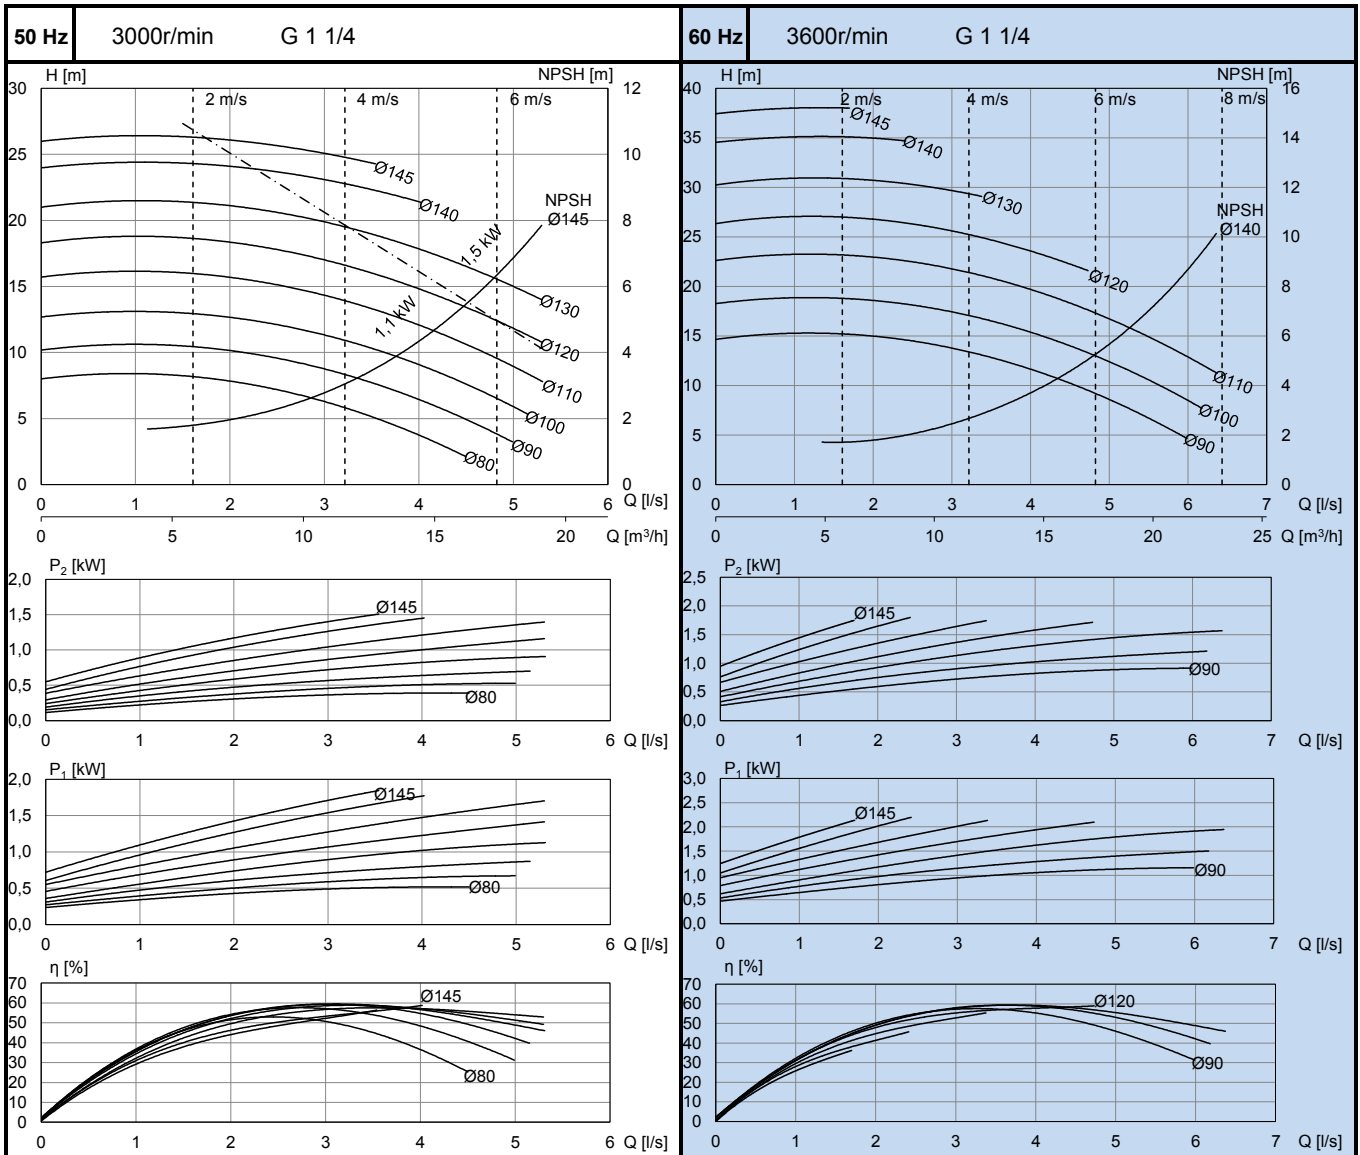 50 Hz 3000r/min G 1 1/4
H [m] NPSH [m]
30 12
2 m/s 4 m/s 6 m/s
25 10
Ø145
Ø140
NPSH
Ø145
20 8
1,5 kW
15 6
Ø130
1,1 kW
Ø120
10 4
Ø110
Ø100
5 2
Ø90
Ø80
0 0
0 1 2 3 4 5 6 Q [l/s]
0 5 10 15 20 Q [m³/h]
P2 [kW]
2,0
1,5
Ø145
1,0
0,5
Ø80
0,0
0 1 2 3 4 5 6 Q [l/s]
P1 [kW]
2,0
Ø145
1,5
1,0
0,5
Ø80
0,0
0 1 2 3 4 5 6 Q [l/s]
η [%]
70
60
Ø145
50
40
30
Ø80
20
10
0
0 1 2 3 4 5 6 Q [l/s]
60 Hz 3600r/min G 1 1/4
H [m] NPSH [m]
40 16
2 m/s 4 m/s 6 m/s 8 m/s
Ø145
35 14
Ø140
30 12
Ø130
NPSH
Ø140
25 10
Ø120
20 8
15 6
Ø110
10 4
Ø100
Ø90
5 2
0 0
0 1 2 3 4 5 6 7 Q [l/s]
0 5 10 15 20 25 Q [m³/h]
P2 [kW]
2,5
2,0
Ø145
1,5
1,0
Ø90
0,5
0,0
0 1 2 3 4 5 6 7 Q [l/s]
P1 [kW]
3,0
2,5
Ø145
2,0
1,5
1,0
Ø90
0,5
0,0
0 1 2 3 4 5 6 7 Q [l/s]
η [%]
70
60
Ø120
50
40
30
Ø90
20
10
0
0 1 2 3 4 5 6 7 Q [l/s]